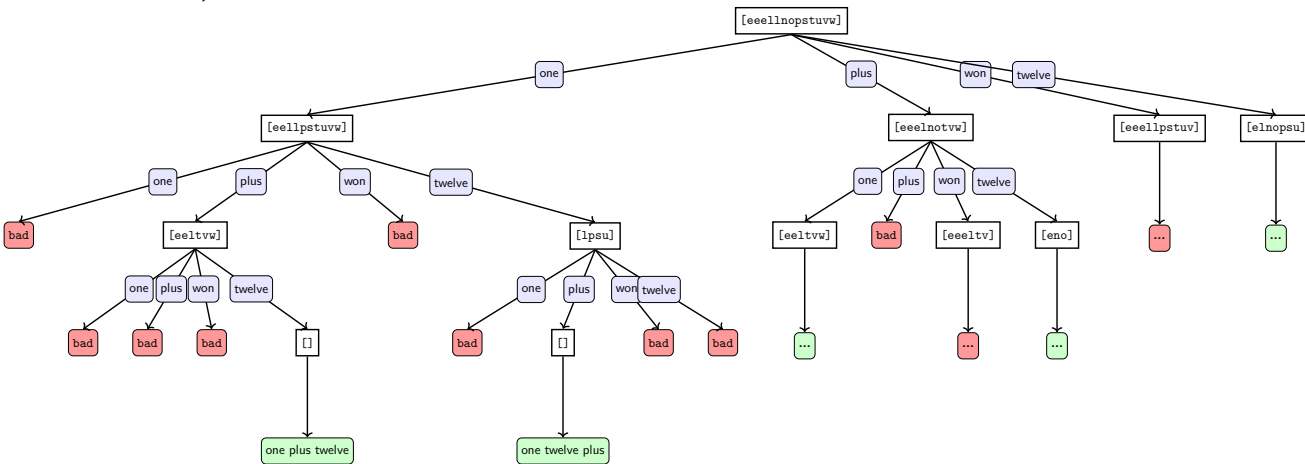 [eeellnopstuvw]
one
plus
won
twelve
[eellpstuvw]
[eeelnotvw]
[eeellpstuv]
[elnopsu]
one
plus
won
twelve
one
plus
won
twelve
bad
[eeltvw]
bad
[lpsu]
[eeltvw]
bad
[eeeltv]
[eno]
...
...
one
plus
won
twelve
one
plus
won
twelve
bad
bad
bad
[]
bad
[]
bad
bad
...
...
...
one plus twelve
one twelve plus